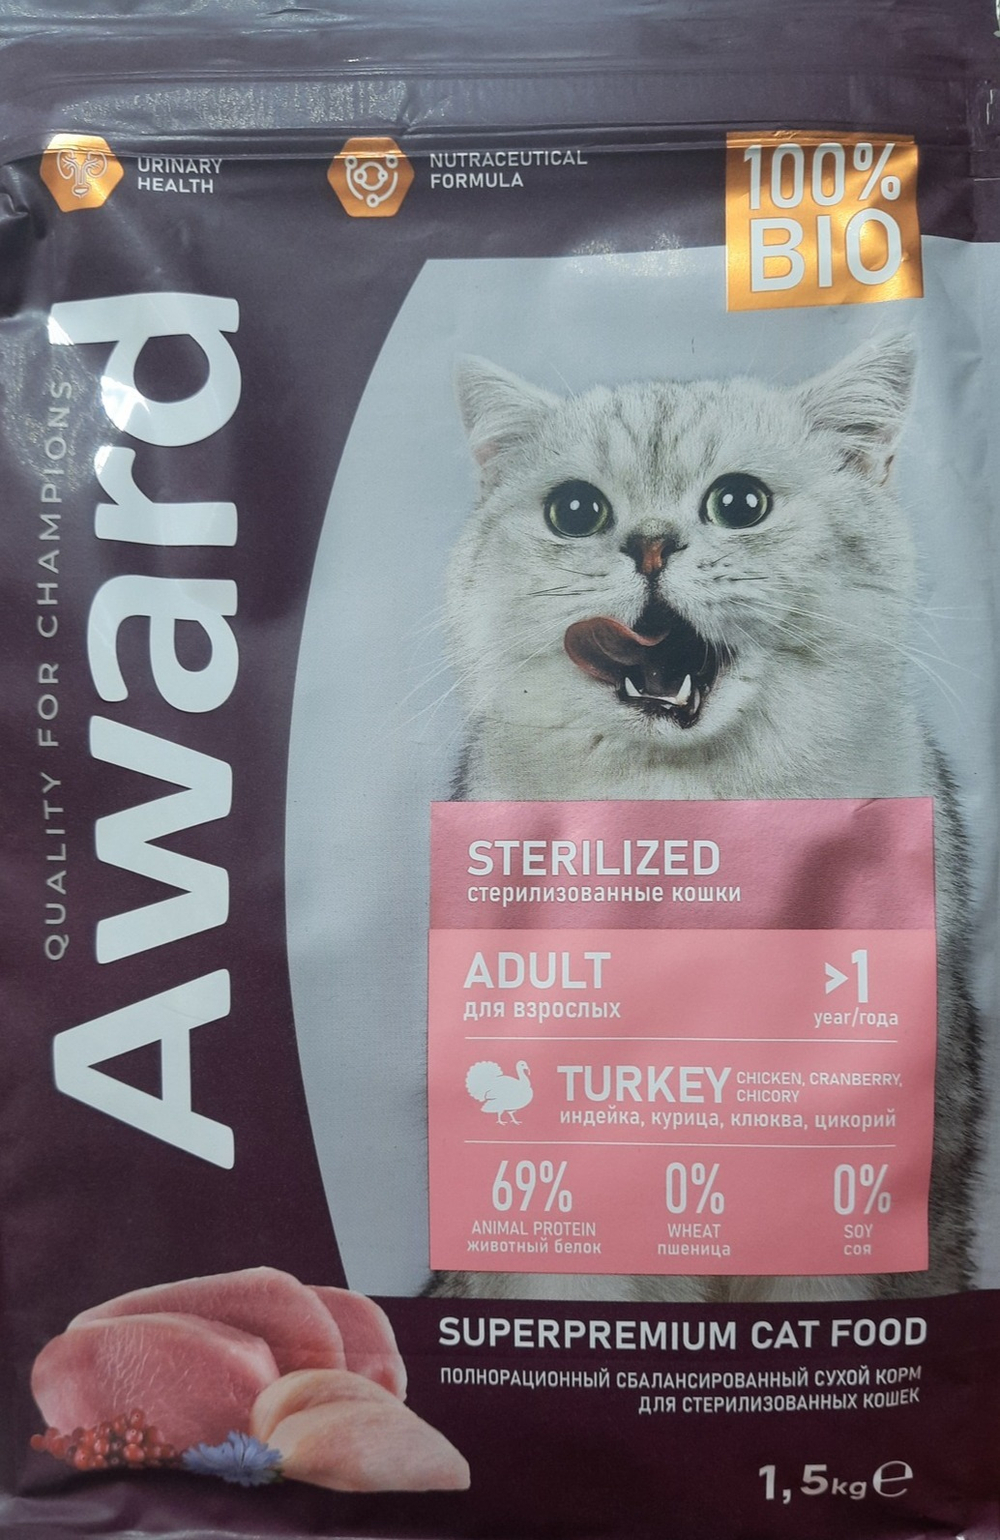 URINARY
HEALTH
NUTRACEUTICAL
FORMULA
100%
BIO
Award
QUALITY FOR CHAMPIONS
STERILIZED
стерилизованные кошки
ADULT
для взрослых
>1
year/года
TURKEY
CHICKEN, CRANBERRY,
CHICORY
индейка, курица, клюква, цикорий
69%
ANIMAL PROTEIN
животный белок
0%
WHEAT
пшеница
0%
SOY
соя
SUPERPREMIUM CAT FOOD
ПОЛНОРАЦИОННЫЙ СБАЛАНСИРОВАННЫЙ СУХОЙ КОРМ
ДЛЯ СТЕРИЛИЗОВАННЫХ КОШЕК
1,5kg℮